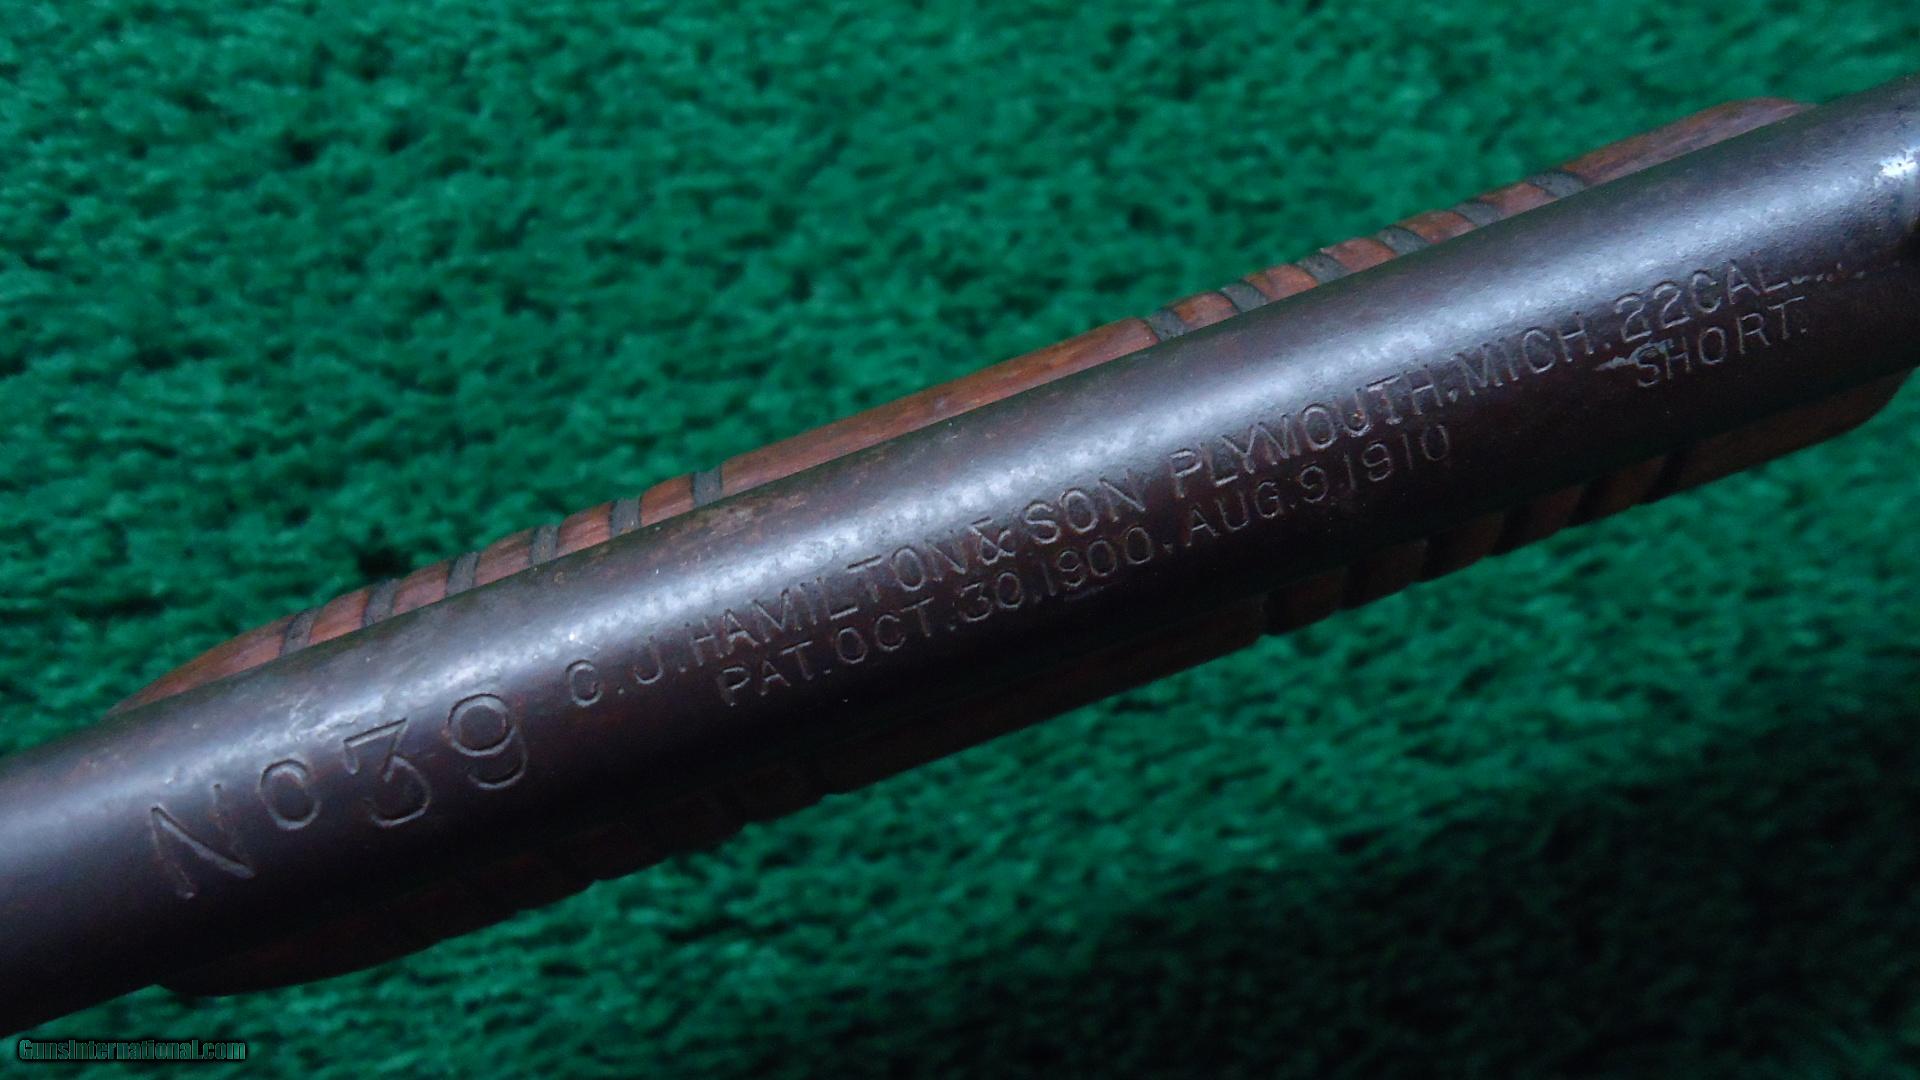 No 39
C.J. HAMILTON & SON PLYMOUTH, MICH. 22 CAL
PAT. OCT. 30, 1900, AUG. 9, 1910
SHORT.
GunsInternational.com